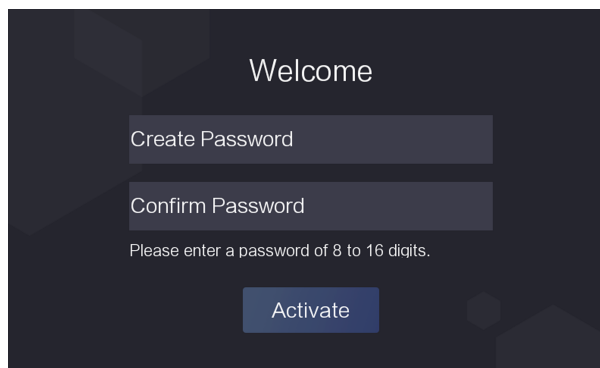 Welcome
Create Password
Confirm Password
Please enter a password of 8 to 16 digits.
Activate